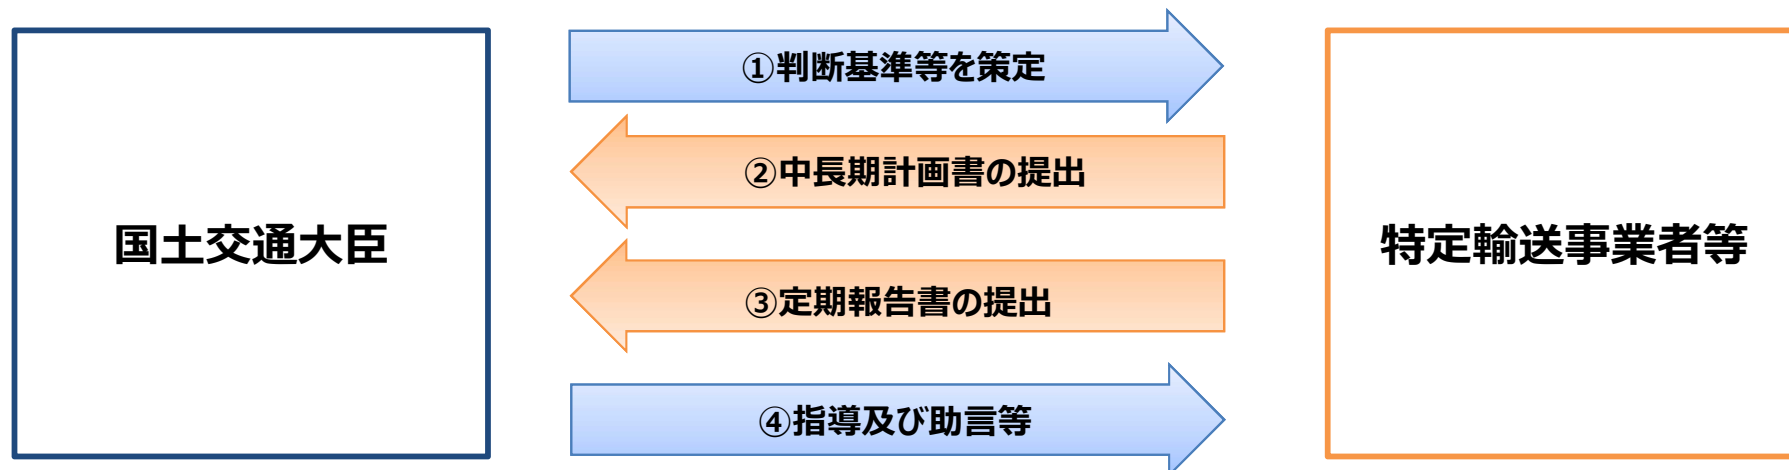 国土交通大臣
①判断基準等を策定
②中長期計画書の提出
③定期報告書の提出
④指導及び助言等
特定輸送事業者等